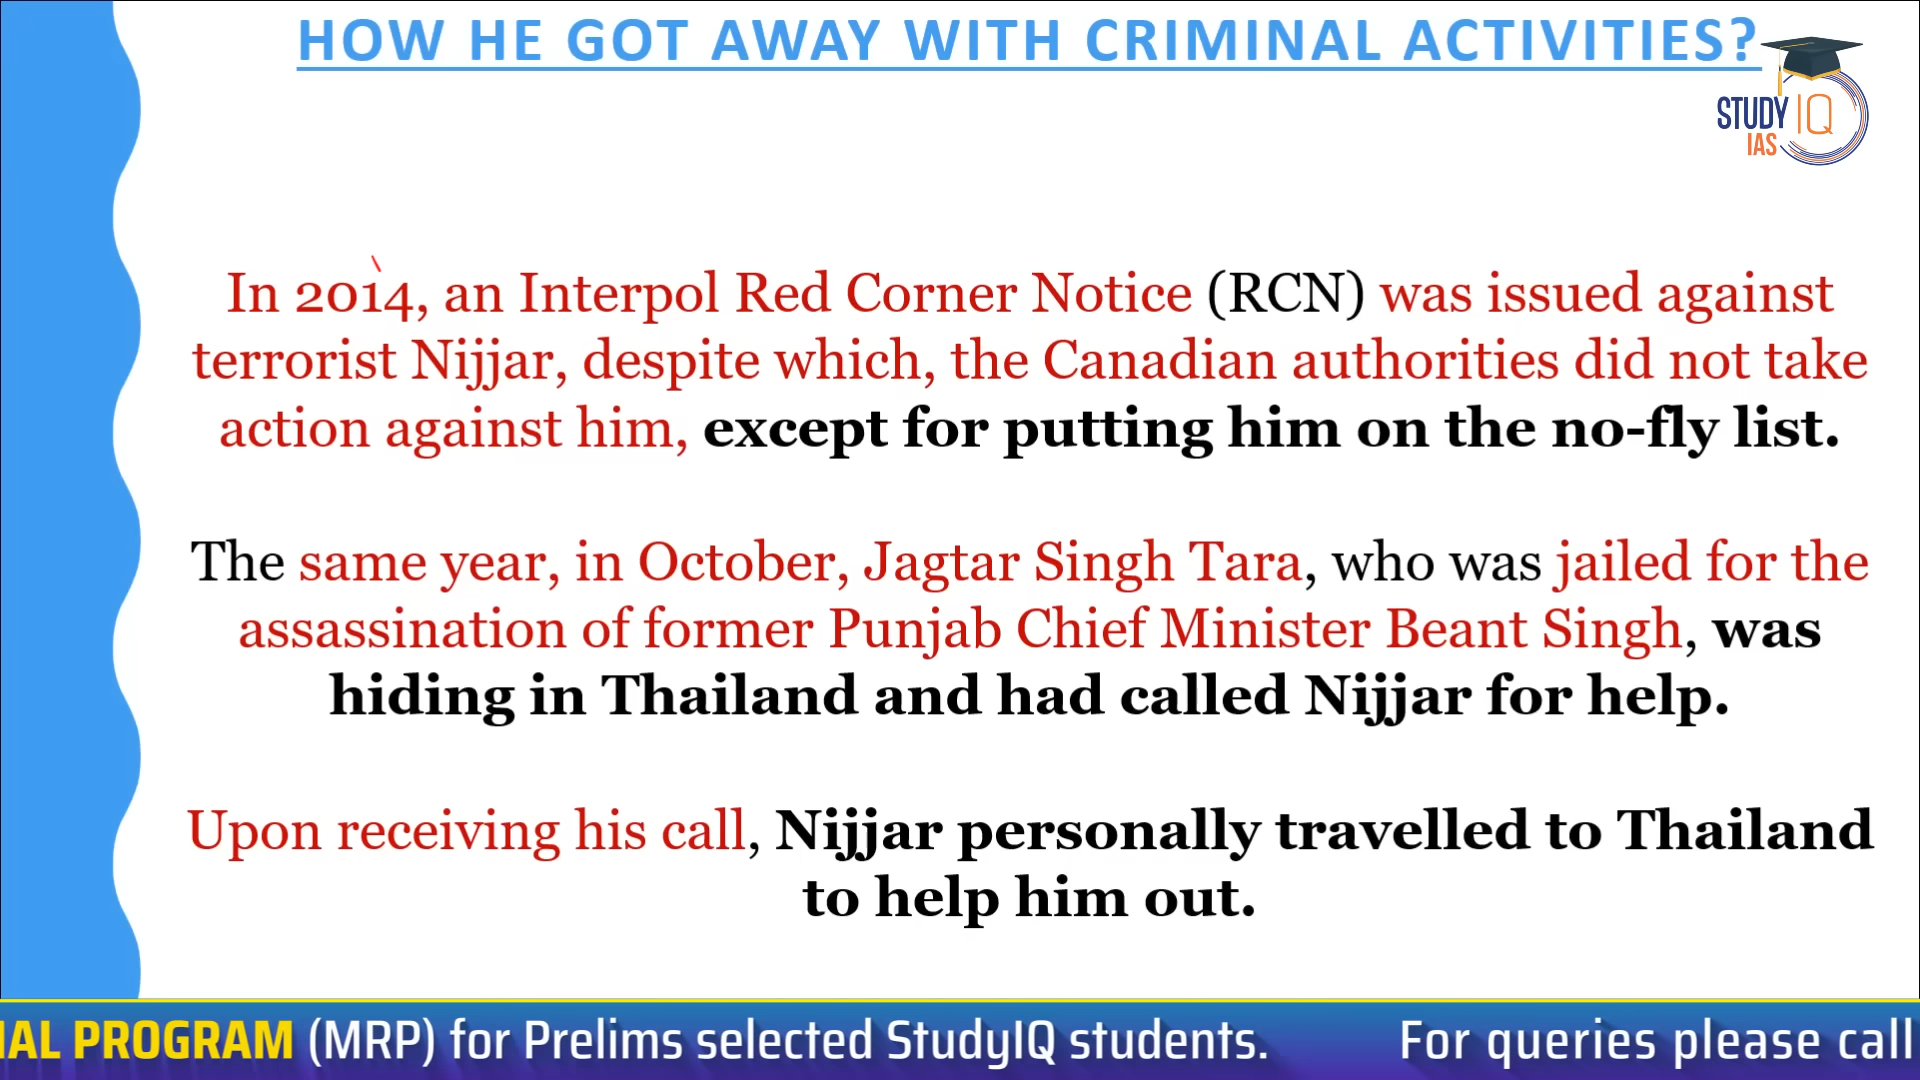 HOW HE GOT AWAY WITH CRIMINAL ACTIVITIES?
STUDY IQ
IAS
In 2014, an Interpol Red Corner Notice (RCN) was issued against
terrorist Nijjar, despite which, the Canadian authorities did not take
action against him, except for putting him on the no-fly list.
The same year, in October, Jagtar Singh Tara, who was jailed for the
assassination of former Punjab Chief Minister Beant Singh, was
hiding in Thailand and had called Nijjar for help.
Upon receiving his call, Nijjar personally travelled to Thailand
to help him out.
IAL PROGRAM (MRP) for Prelims selected StudyIQ students. For queries please call